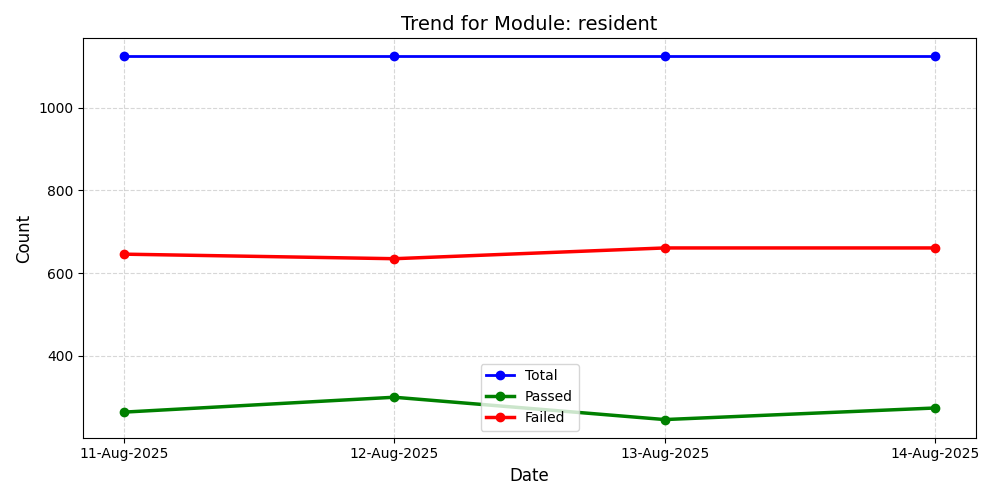 Trend for Module: resident
Count
1000
800
600
400
Total
Passed
Failed
11-Aug-2025 12-Aug-2025 13-Aug-2025 14-Aug-2025
Date